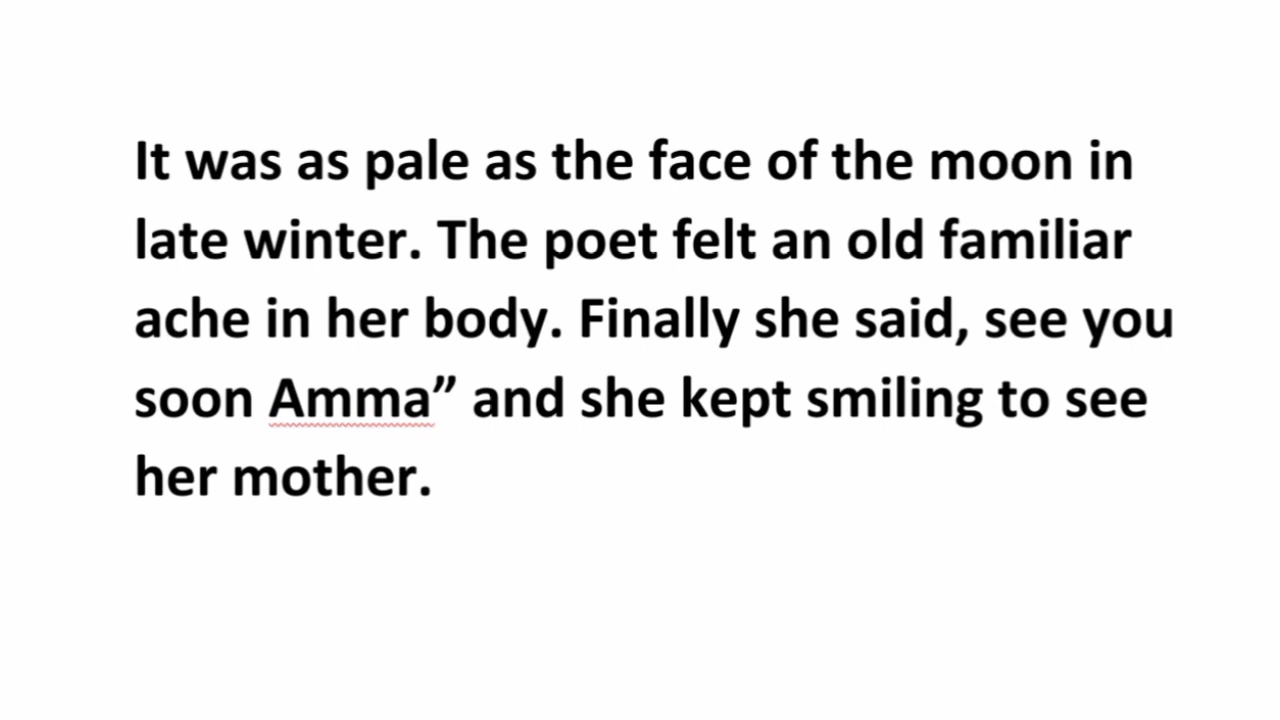 It was as pale as the face of the moon in
late winter. The poet felt an old familiar
ache in her body. Finally she said, see you
soon Amma” and she kept smiling to see
her mother.